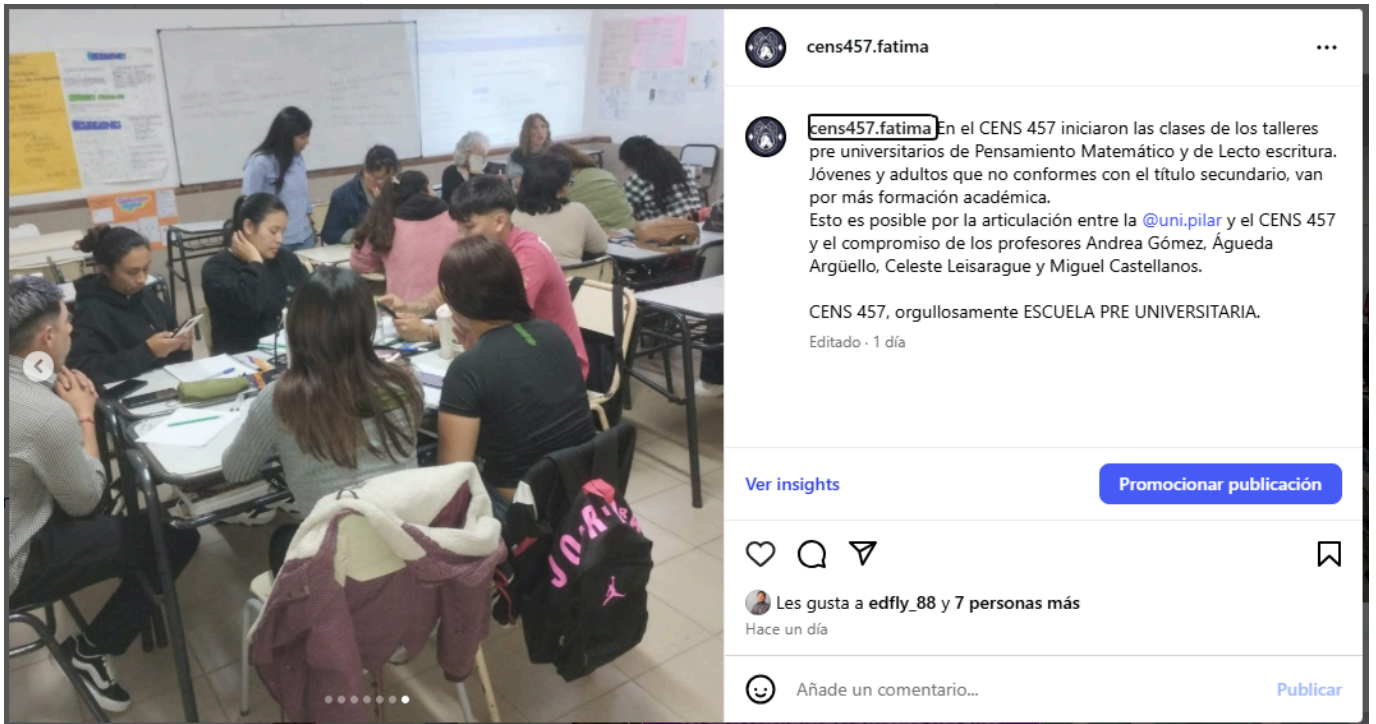 cens457.fatima
cens457.fatima En el CENS 457 iniciaron las clases de los talleres
pre universitarios de Pensamiento Matemático y de Lecto escritura.
Jóvenes y adultos que no conformes con el título secundario, van
por más formación académica.
Esto es posible por la articulación entre la @uni.pilar y el CENS 457
y el compromiso de los profesores Andrea Gómez, Águeda
Argüello, Celeste Leisarague y Miguel Castellanos.
CENS 457, orgullosamente ESCUELA PRE UNIVERSITARIA.
Editado · 1 día
Ver insights
Promocionar publicación
Les gusta a edfly_88 y 7 personas más
Hace un día
Añade un comentario...
Publicar
JORDA